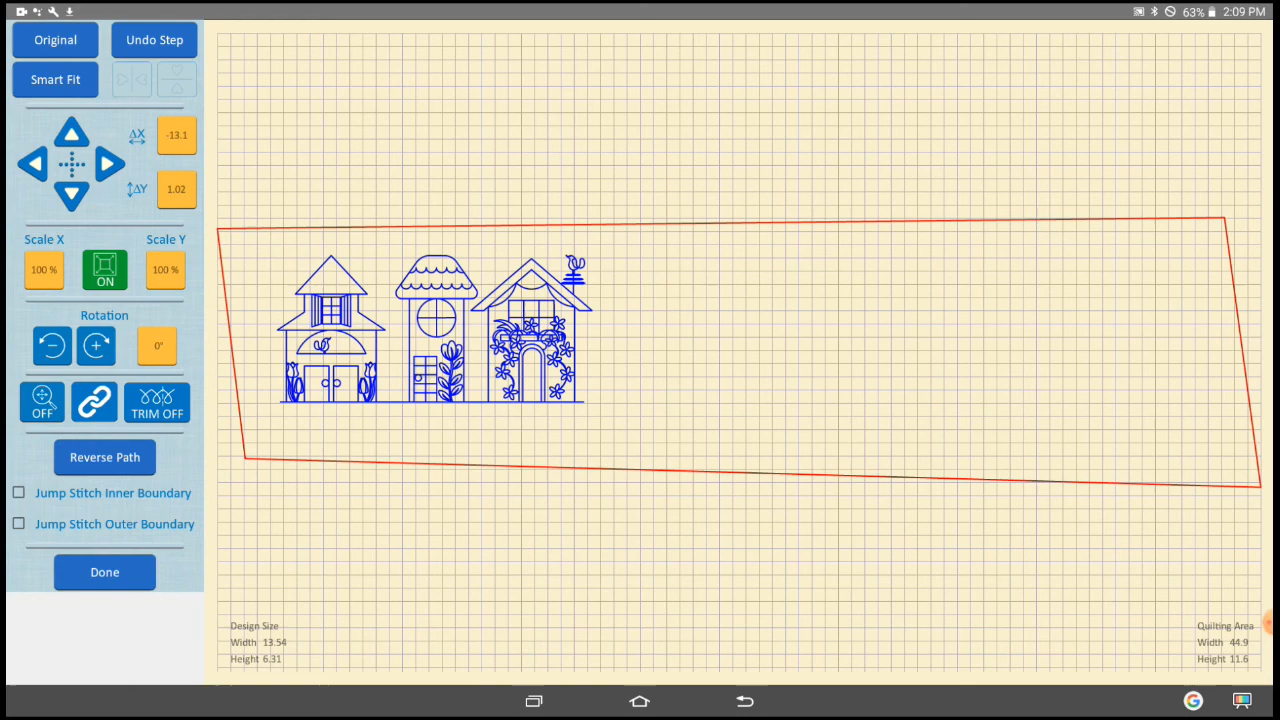 63% 2:09 PM
Original Undo Step
Smart Fit
ΔX -13.1
ΔY 1.02
Scale X Scale Y
100 % ON 100 %
Rotation
0°
OFF TRIM OFF
Reverse Path
Jump Stitch Inner Boundary
Jump Stitch Outer Boundary
Done
Design Size
Width 13.54
Height 6.31
Quilting Area
Width 44.9
Height 11.6